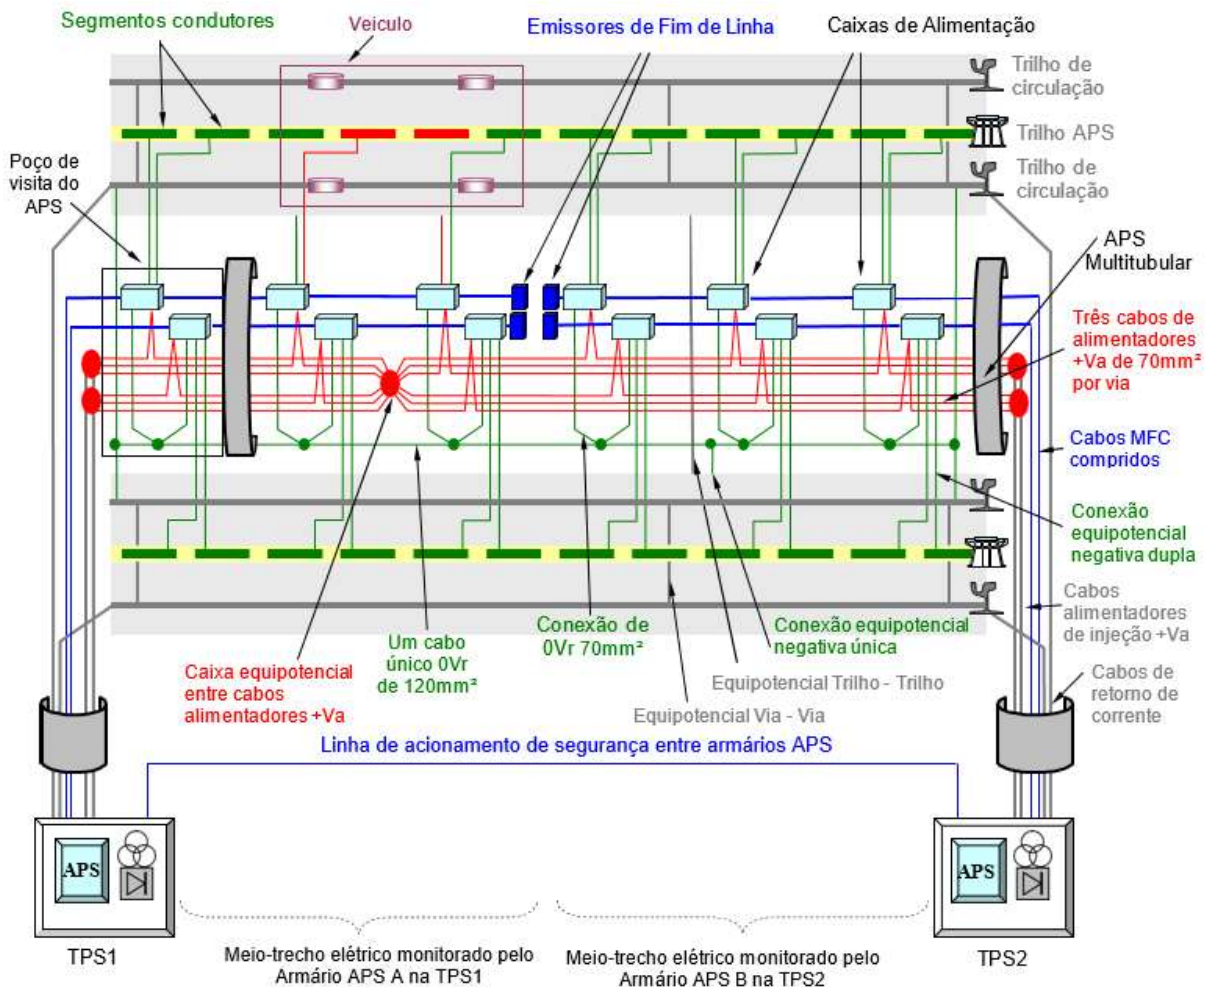 Segmentos condutores
Veiculo
Emissores de Fim de Linha
Caixas de Alimentação
Trilho de
circulação
Trilho APS
Trilho de
circulação
Poço de
visita do
APS
APS
Multitubular
Três cabos de
alimentadores
+Va de 70mm²
por via
Cabos MFC
compridos
Conexão
equipotencial
negativa dupla
Cabos
alimentadores
de injeção +Va
Cabos de
retorno de
corrente
Caixa equipotencial
entre cabos
alimentadores +Va
Um cabo
único 0Vr
de 120mm²
Conexão de
0Vr 70mm²
Conexão equipotencial
negativa única
Equipotencial Trilho - Trilho
Equipotencial Via - Via
Linha de acionamento de segurança entre armários APS
APS
APS
TPS1
Meio-trecho elétrico monitorado pelo
Armário APS A na TPS1
Meio-trecho elétrico monitorado pelo
Armário APS B na TPS2
TPS2